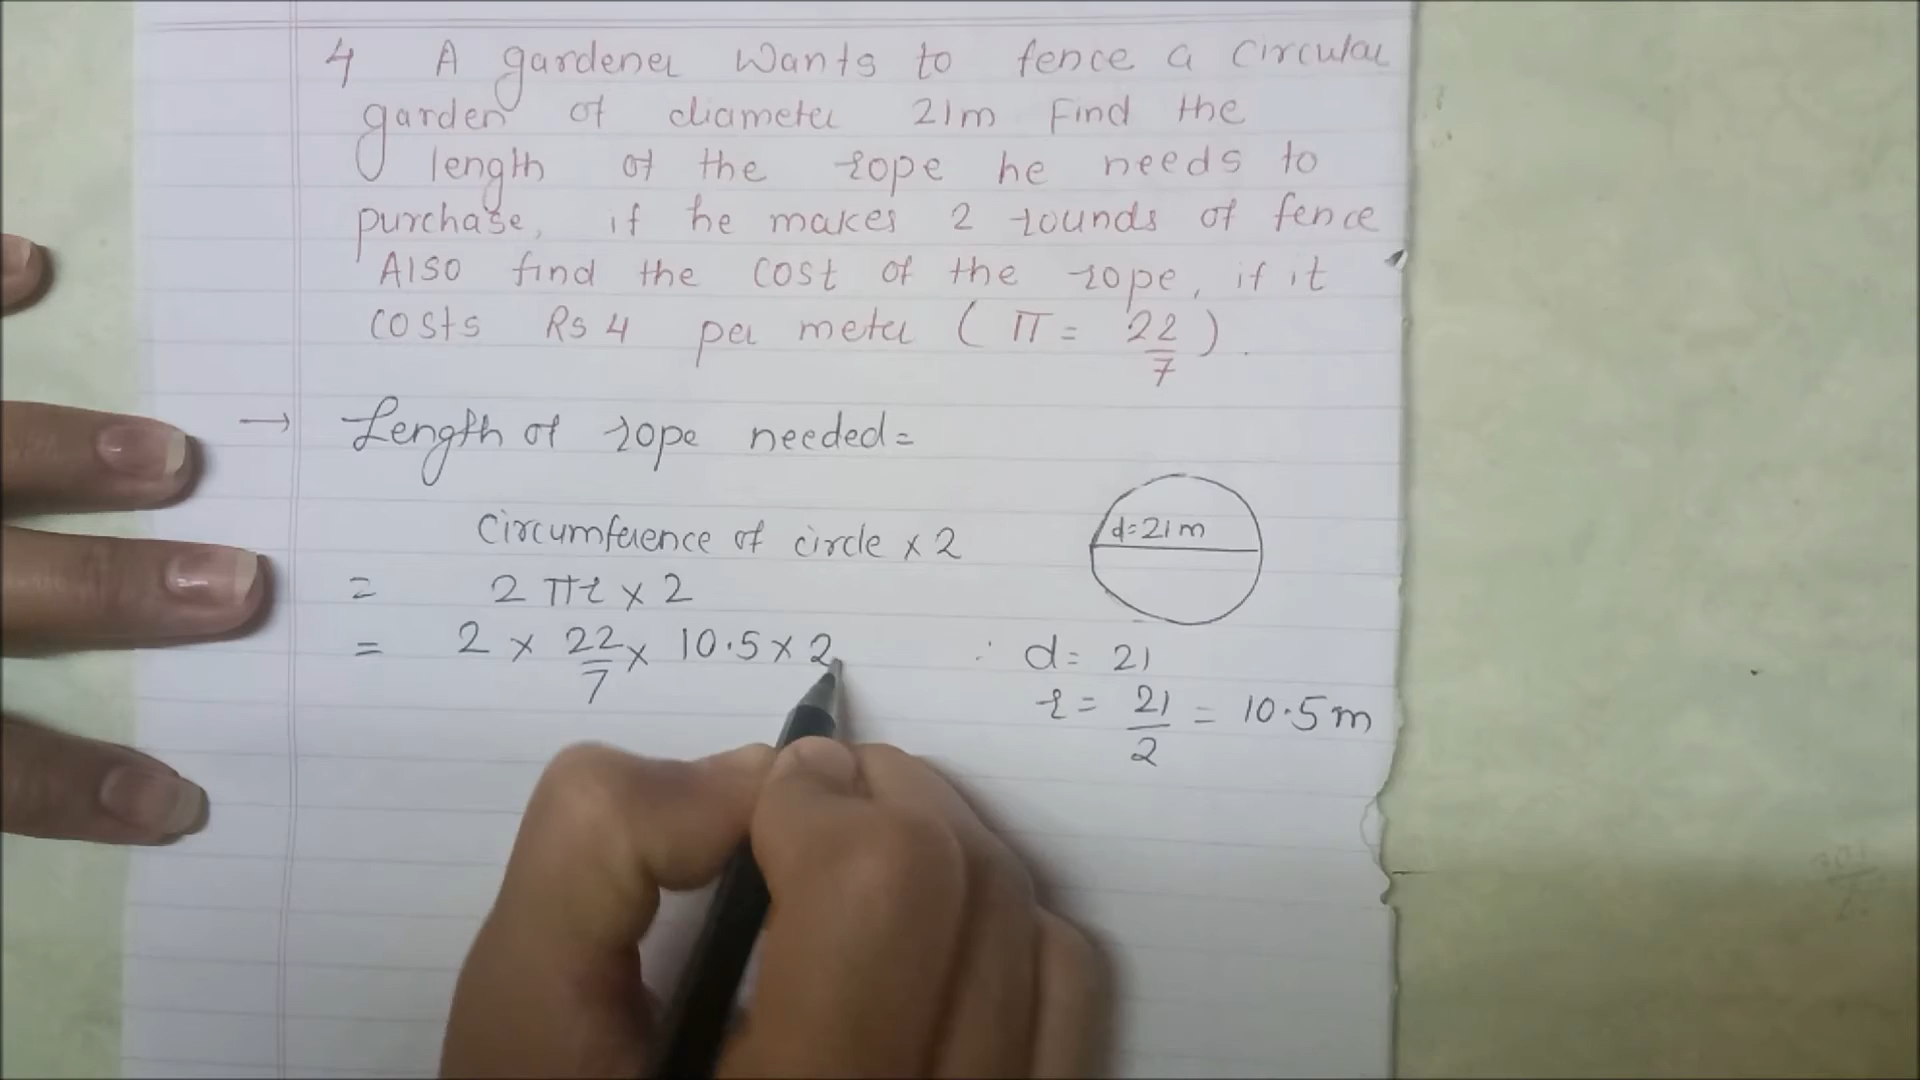 4 A gardener wants to fence a circular
garden of diameter 21m Find the
length of the rope he needs to
purchase, if he makes 2 rounds of fence
Also find the cost of the rope, if it
costs Rs 4 per meter ( π = 22/7 ).
→ Length of rope needed =
Circumference of circle × 2
d=21m
= 2πr × 2
= 2 × 22/7 × 10.5 × 2
∴ d = 21
r = 21/2 = 10.5m